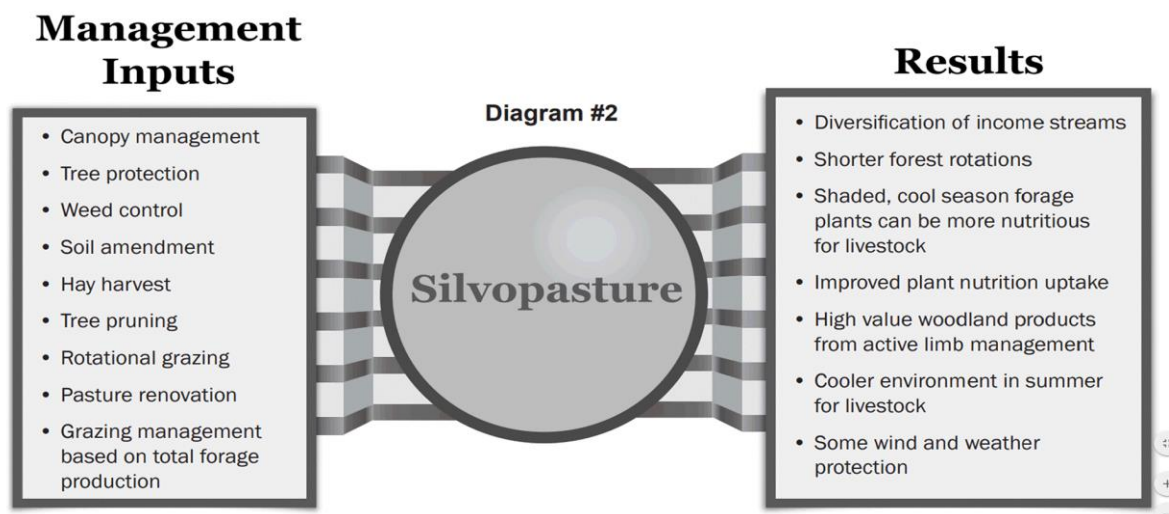 Management
Inputs
• Canopy management
• Tree protection
• Weed control
• Soil amendment
• Hay harvest
• Tree pruning
• Rotational grazing
• Pasture renovation
• Grazing management
based on total forage
production
Diagram #2
Silvopasture
Results
• Diversification of income streams
• Shorter forest rotations
• Shaded, cool season forage
plants can be more nutritious
for livestock
• Improved plant nutrition uptake
• High value woodland products
from active limb management
• Cooler environment in summer
for livestock
• Some wind and weather
protection